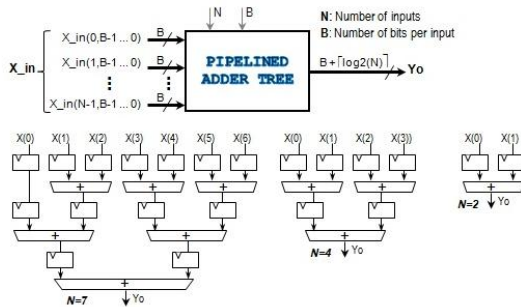 N B
N: Number of inputs
B: Number of bits per input
X_in
X_in(0,B-1 ... 0) B
X_in(1,B-1 ... 0) B
X_in(N-1,B-1 ... 0) B
PIPELINED
ADDER TREE
B+⌈log2(N)⌉
Yo
X(0) X(1) X(2) X(3) X(4) X(5) X(6) X(0) X(1) X(2) X(3)) X(0) X(1)
+ + + + + +
N=2 Yo
+ + +
N=4 Yo
+
N=7 Yo